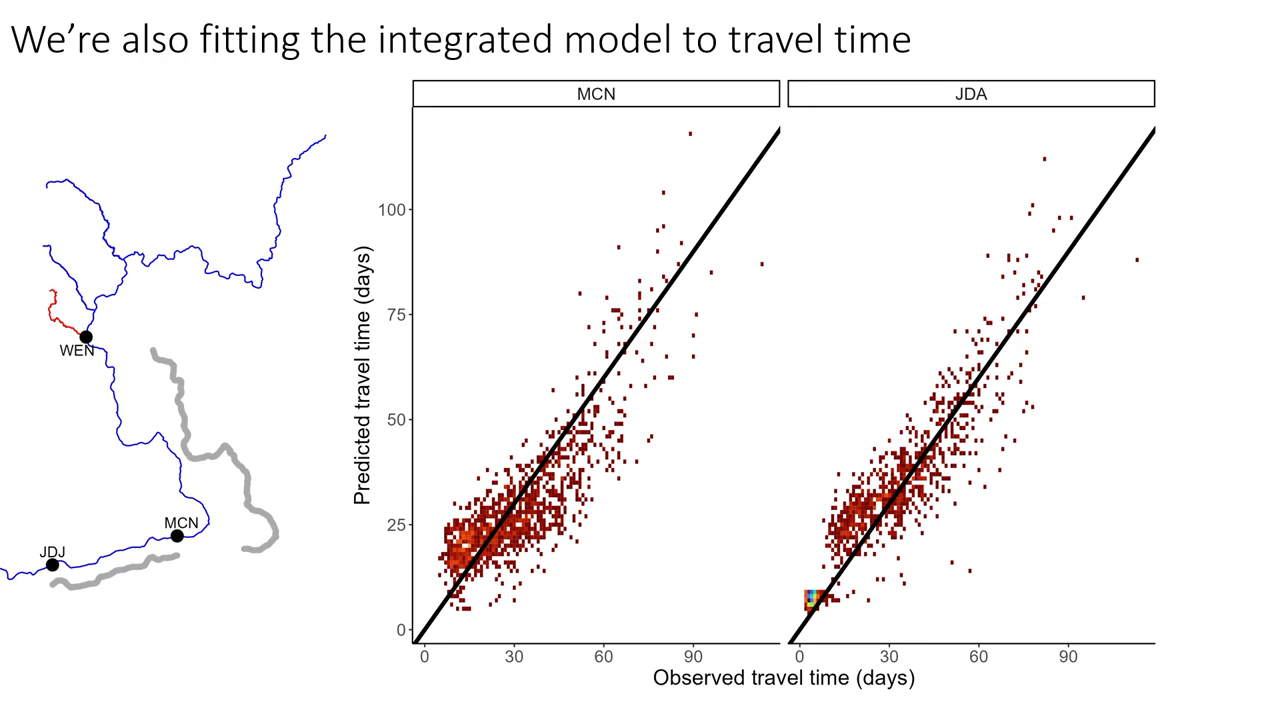 We're also fitting the integrated model to travel time
WEN
MCN
JDJ
MCN
JDA
Predicted travel time (days)
100
75
50
25
0
0
30
60
90
0
30
60
90
Observed travel time (days)